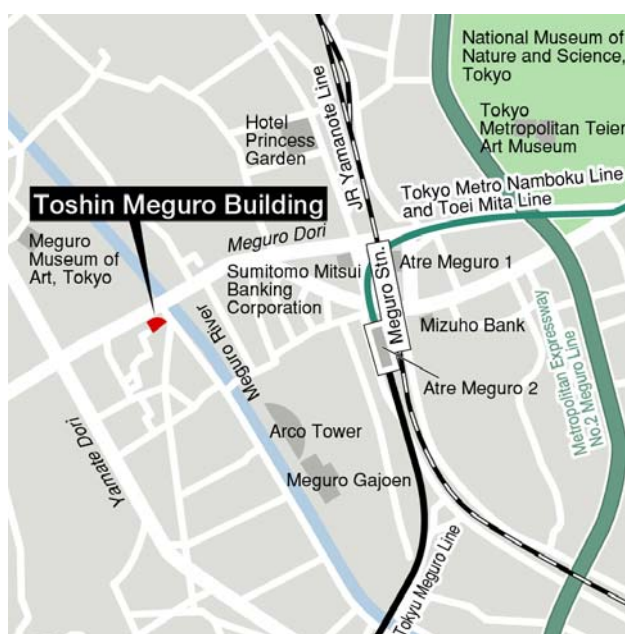 National Museum of
Nature and Science,
Tokyo
Tokyo
Metropolitan Teien
Art Museum
Hotel
Princess
Garden
JR Yamanote Line
Tokyo Metro Namboku Line
and Toei Mita Line
Toshin Meguro Building
Meguro Dori
Meguro
Museum of
Art, Tokyo
Sumitomo Mitsui
Banking
Corporation
Meguro Stn.
Atre Meguro 1
Mizuho Bank
Atre Meguro 2
Meguro River
Metropolitan Expressway
No.2 Meguro Line
Yamate Dori
Arco Tower
Meguro Gajoen
Tokyu Meguro Line